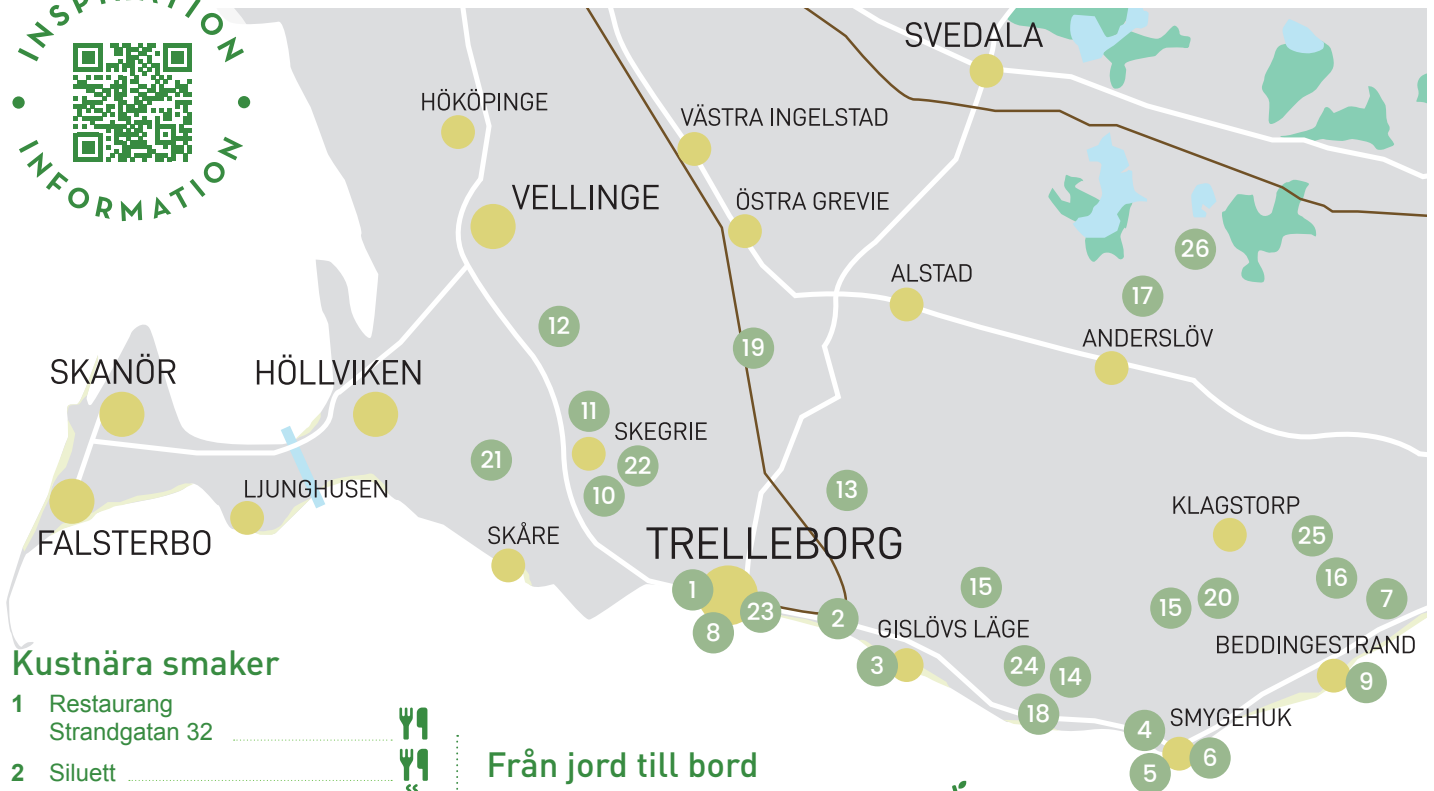 INSPIRATION
INFORMATION
SVEDALA
HÖKÖPINGE
VÄSTRA INGELSTAD
VELLINGE
ÖSTRA GREVIE
26
ALSTAD
17
12
ANDERSLÖV
19
SKANÖR
HÖLLVIKEN
11
SKEGRIE
21
22
10
13
LJUNGHUSEN
KLAGSTORP
FALSTERBO
SKÅRE
TRELLEBORG
25
1
15
16
23
15
20
7
8
2
GISLÖVS LÄGE
BEDDINGESTRAND
3
24
14
9
18
SMYGEHUK
4
6
5
Kustnära smaker
1 Restaurang
Strandgatan 32
2 Siluett
Från jord till bord